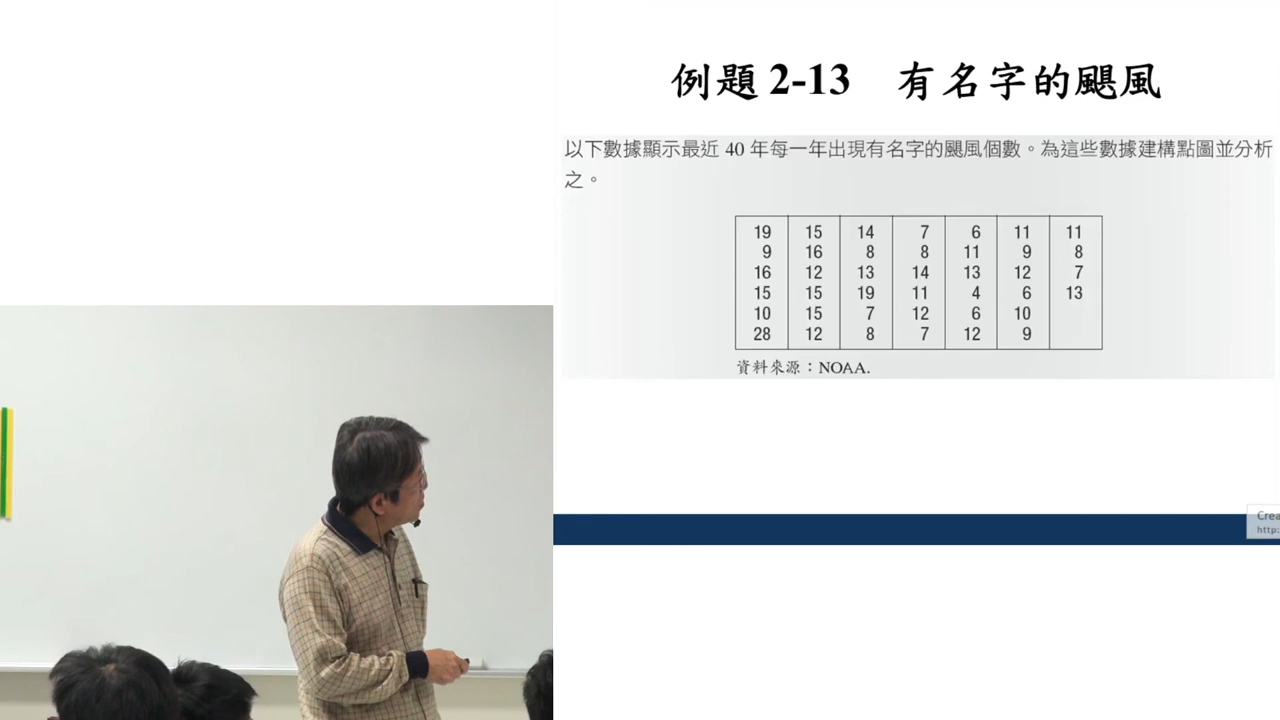 例題 2-13 有名字的颶風
以下數據顯示最近 40 年每一年出現有名字的颶風個數。為這些數據建構點圖並分析
之。
19 15 14 7 6 11 11
9 16 8 8 11 9 8
16 12 13 14 13 12 7
15 15 19 11 4 6 13
10 15 7 12 6 10
28 12 8 7 12 9
資料來源：NOAA.
Crea
http: